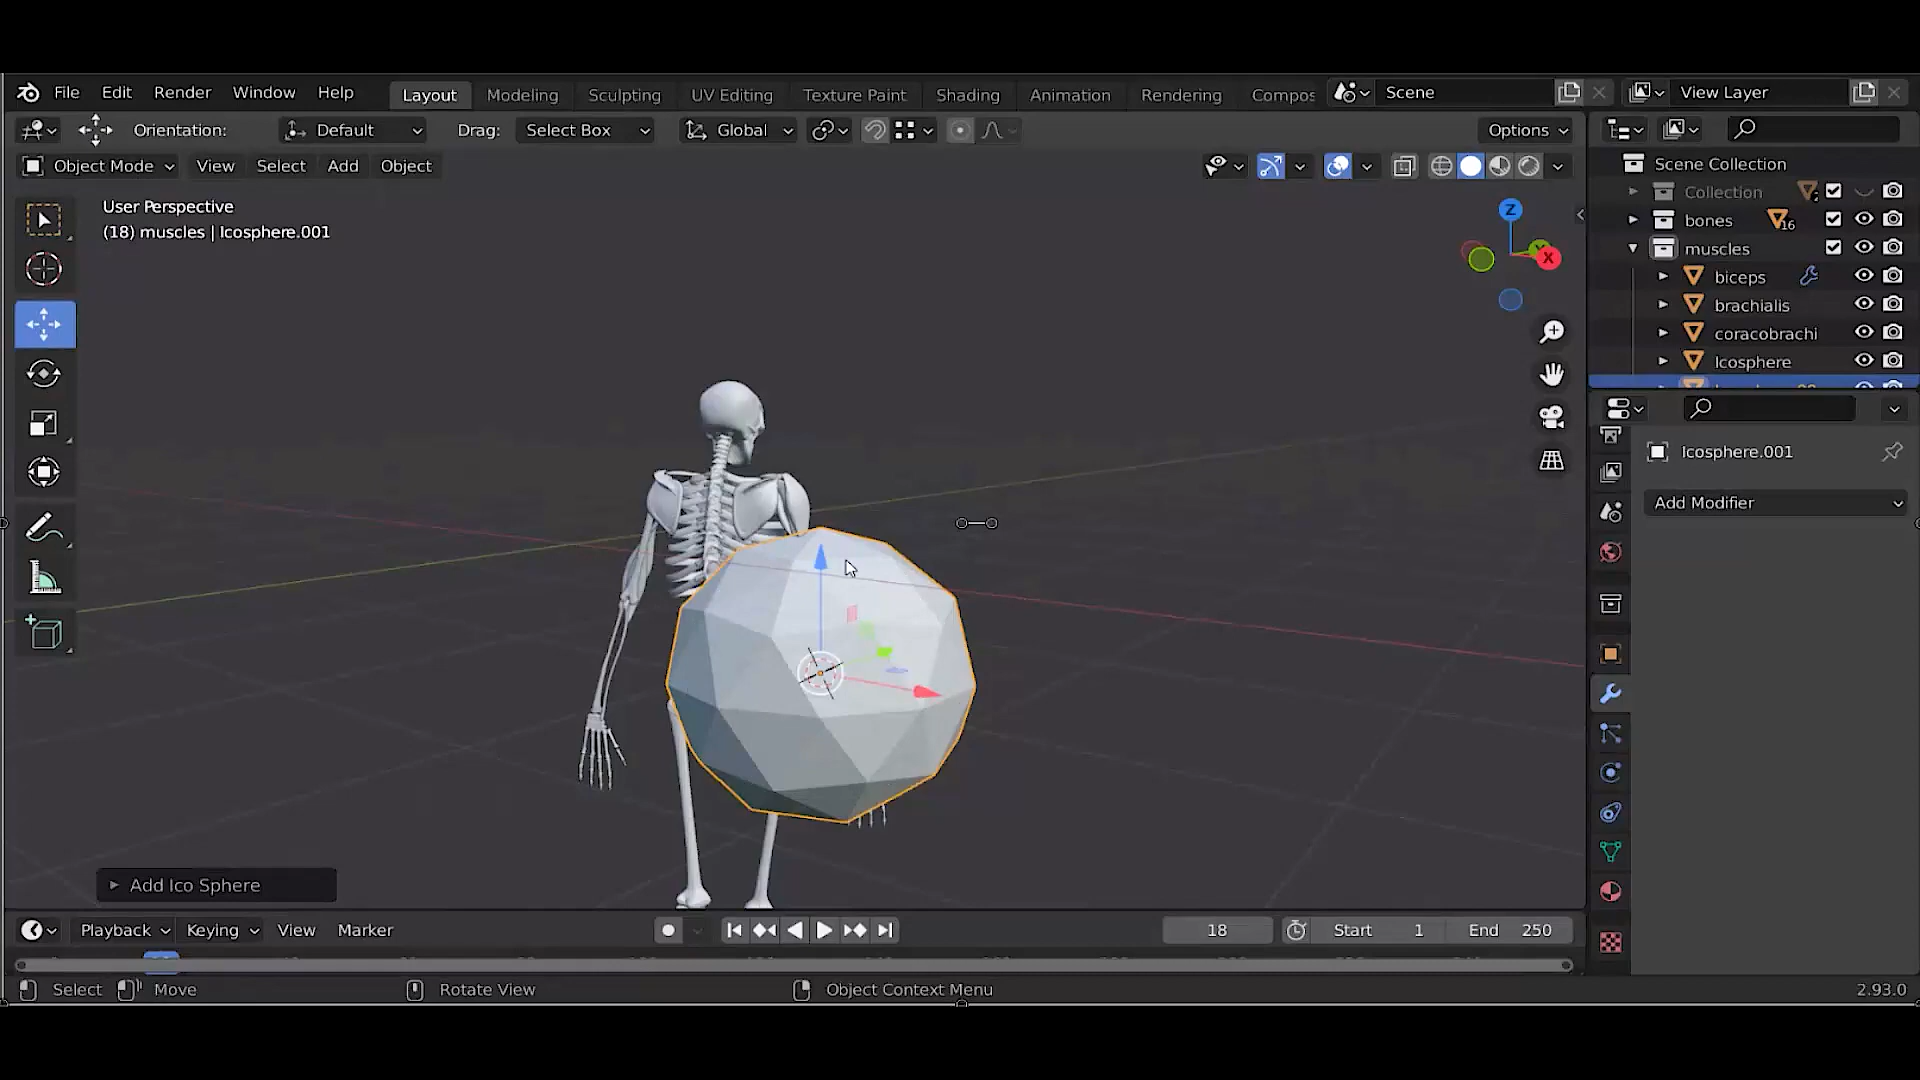 File Edit Render Window Help Layout Modeling Sculpting UV Editing Texture Paint Shading Animation Rendering Compos Scene View Layer
Orientation: Default Drag: Select Box Global Options
Object Mode View Select Add Object
User Perspective
(18) muscles | Icosphere.001
Z
X
Scene Collection
Collection
bones 16
muscles
biceps
brachialis
coracobrachi
Icosphere
Icosphere.001
Add Modifier
Add Ico Sphere
Playback Keying View Marker 18 Start 1 End 250
Select Move Rotate View Object Context Menu 2.93.0